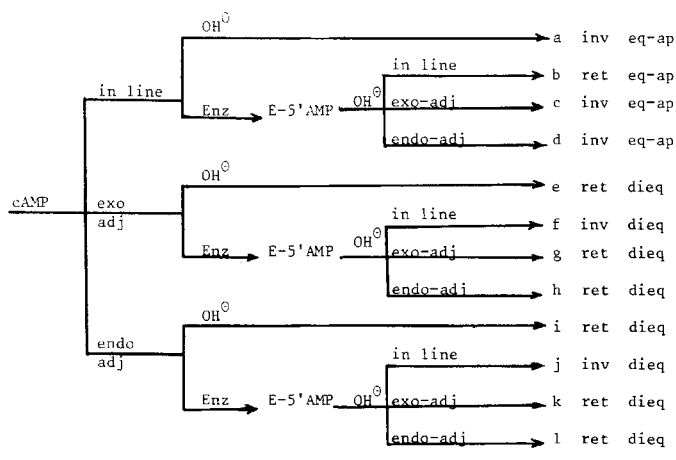 OH⊖
a inv eq-ap
in line
in line
b ret eq-ap
Enz
E-5'AMP
OH⊖
exo-adj
c inv eq-ap
endo-adj
d inv eq-ap
OH⊖
e ret dieq
cAMP
exo
adj
in line
f inv dieq
Enz
E-5'AMP
OH⊖
exo-adj
g ret dieq
endo-adj
h ret dieq
OH⊖
i ret dieq
endo
adj
in line
j inv dieq
Enz
E-5'AMP
OH⊖
exo-adj
k ret dieq
endo-adj
l ret dieq